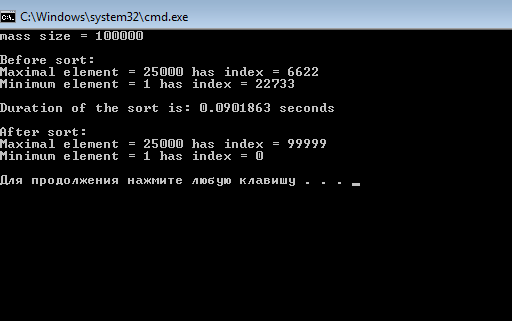 C:\Windows\system32\cmd.exe
mass size = 100000
Before sort:
Maximal element = 25000 has index = 6622
Minimum element = 1 has index = 22733
Duration of the sort is: 0.0901863 seconds
After sort:
Maximal element = 25000 has index = 99999
Minimum element = 1 has index = 0
Для продолжения нажмите любую клавишу . . . _